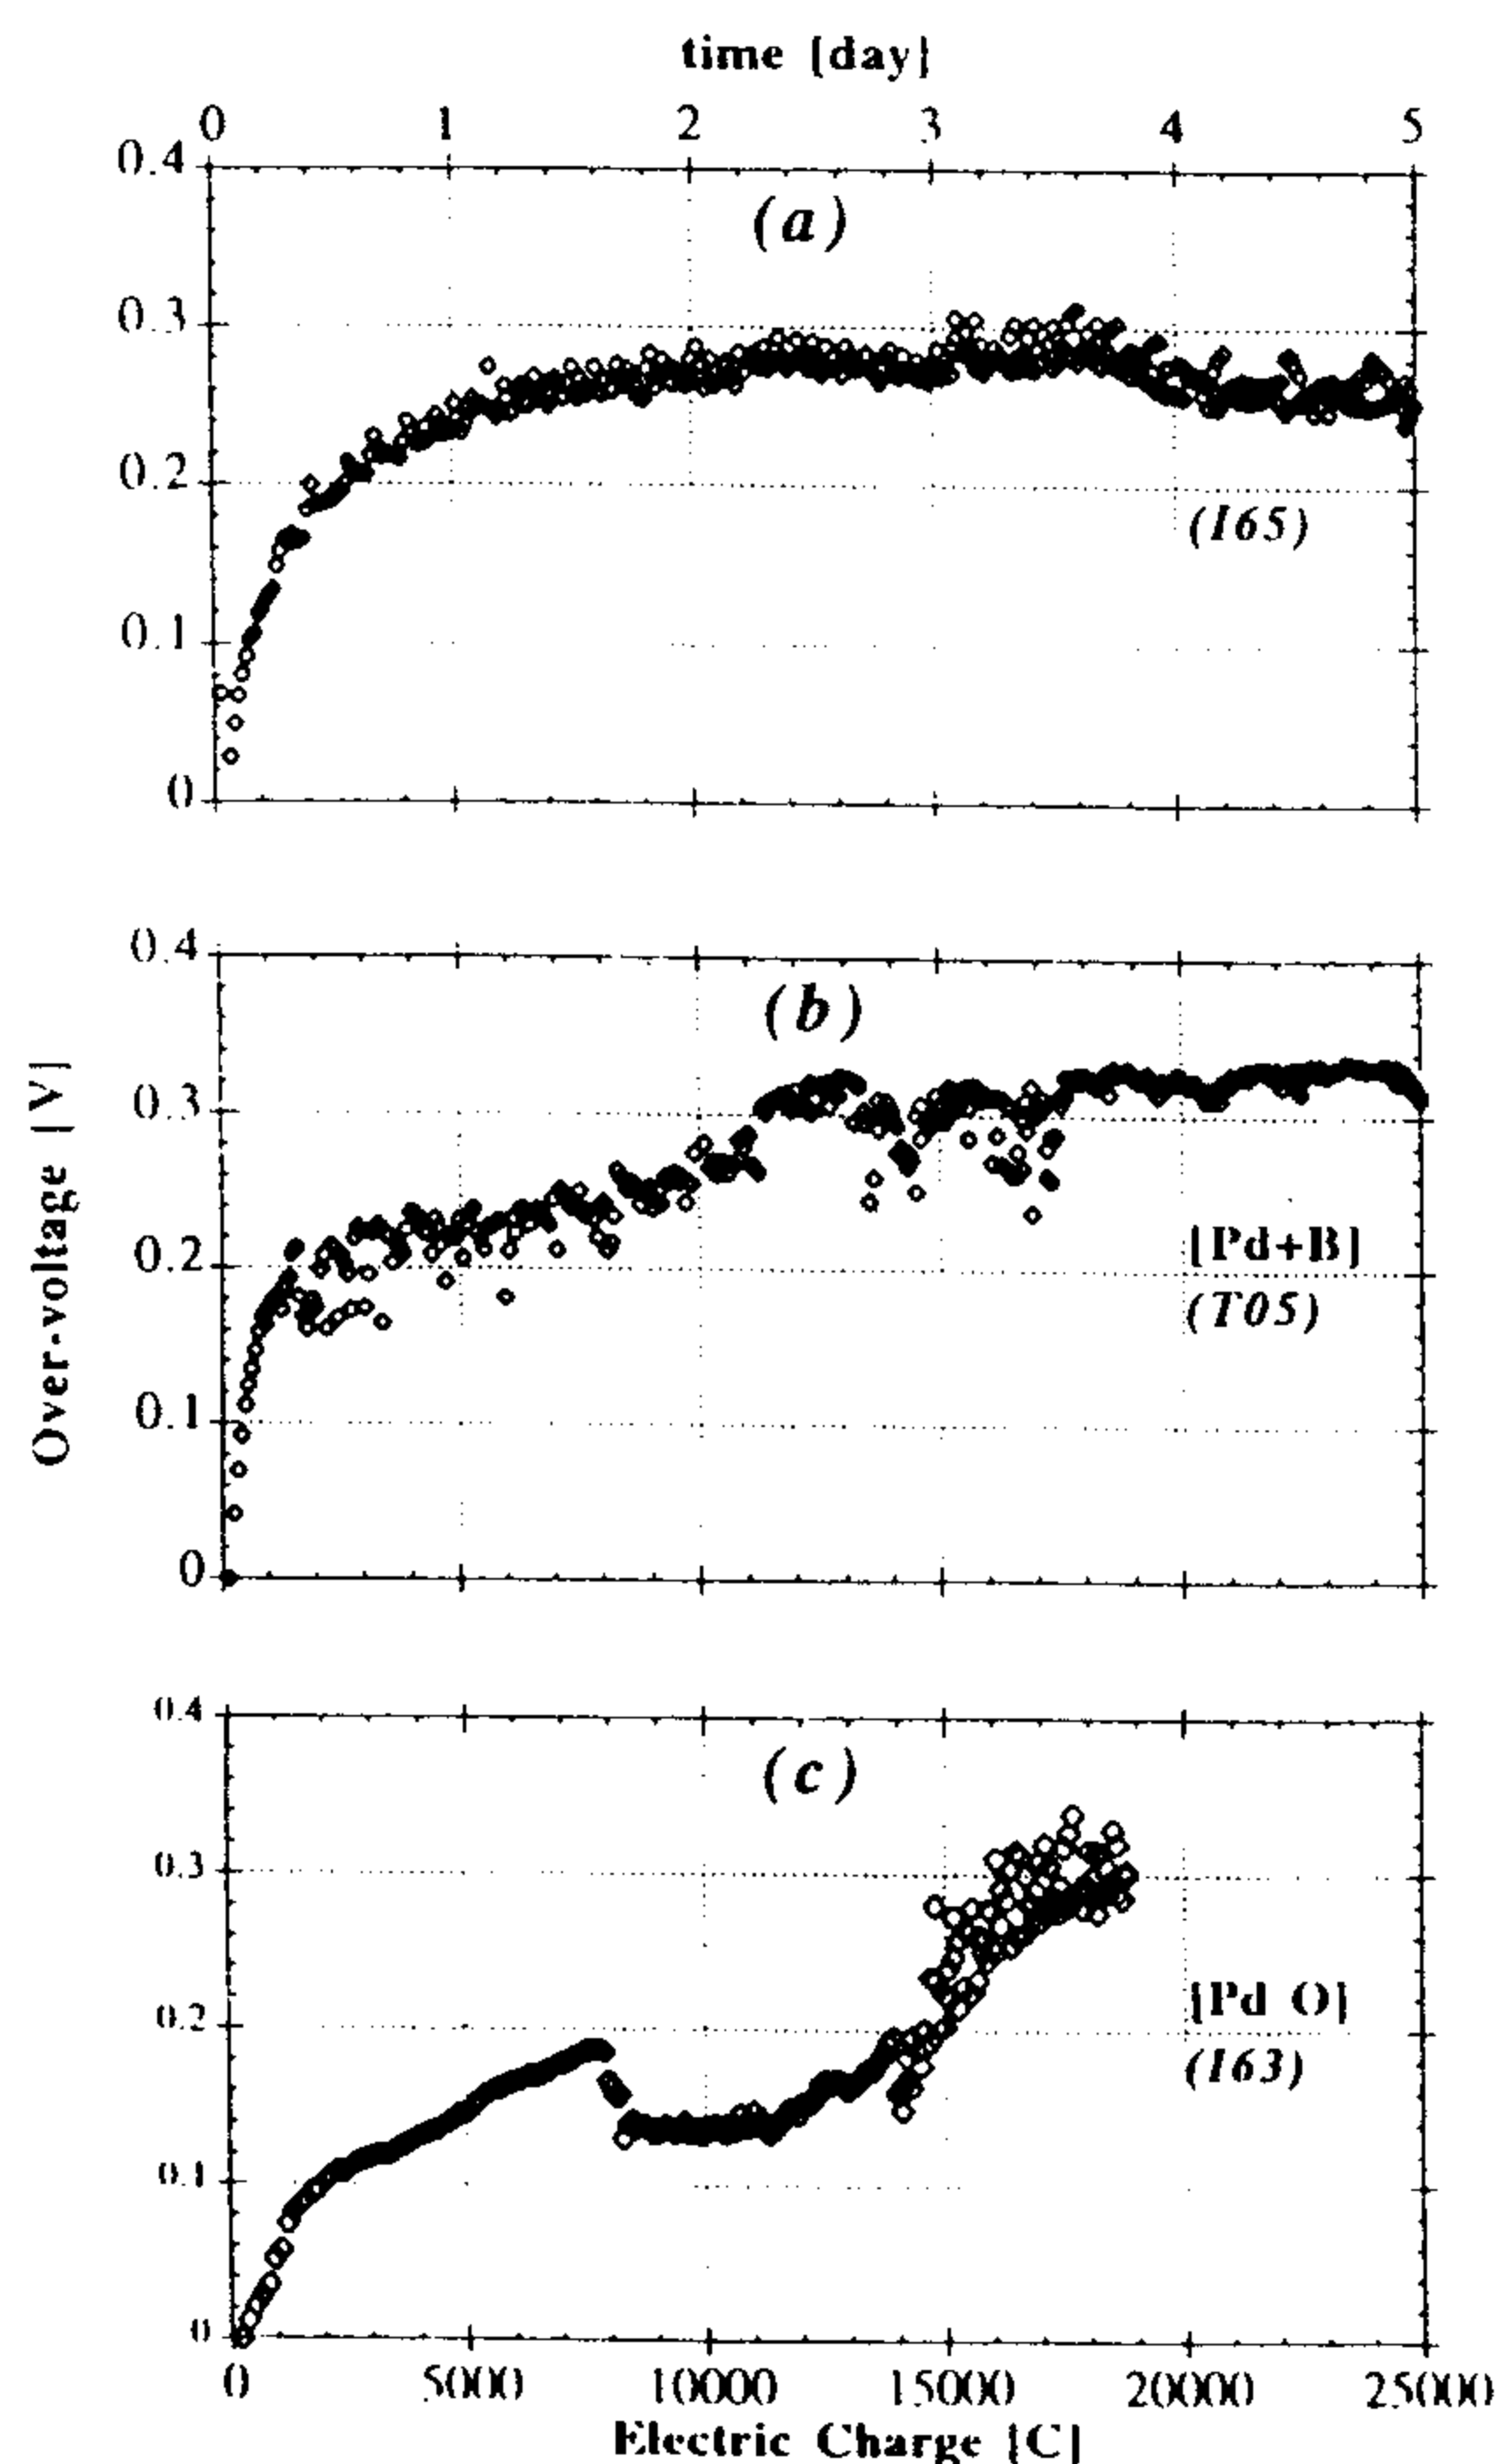 time [day]
0 1 2 3 4 5
0.4
(a)
0.3
0.2
(I65)
0.1
0
0.4
(b)
0.3
[Pd+B]
0.2
(T05)
0.1
0
Over-voltage [V]
0.4
(c)
0.3
[Pd O]
0.2
(I63)
0.1
0
0 5000 10000 15000 20000 25000
Electric Charge [C]